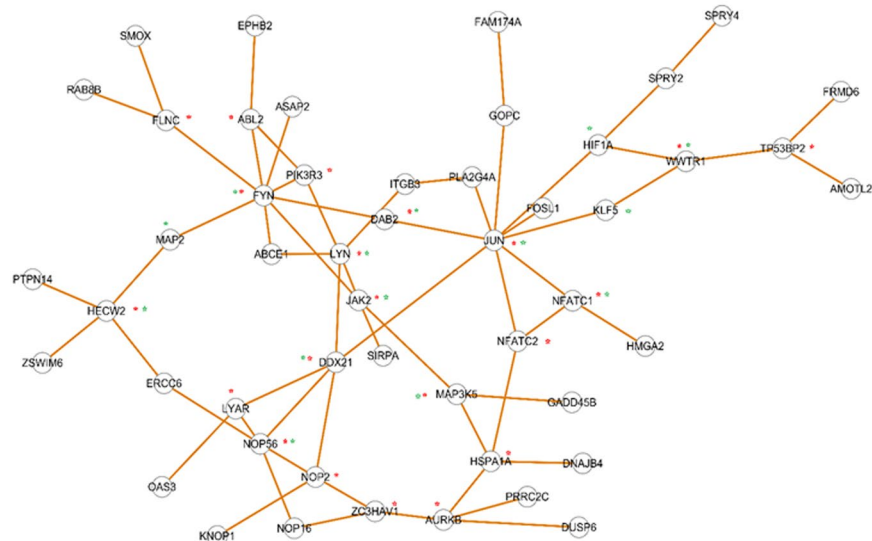 SPRY4
FAM174A
EPHB2
SMOX
SPRY2
RAB8B
FRMD6
ASAP2
GOPC
FLNC *
* ABL2
HIF1A
TP53BP2 *
WWTR1
PIK3R3 *
ITGB3
PLA2G4A
AMOTL2
FYN
FOSL1
KLF5
DAB2
MAP2
JUN
ABCE1
LYN
PTPN14
JAK2
NFATC1
HECW2
NFATC2 *
HMGA2
SIRPA
ZSWIM6
DDX21
ERCC6
MAP3K5
GADD45B
LYAR
NOP56
HSPA1A
DNAJB4
NOP2 *
OAS3
PRRC2C
ZC3HAV1
AURKB
NOP16
KNOP1
DUSP6